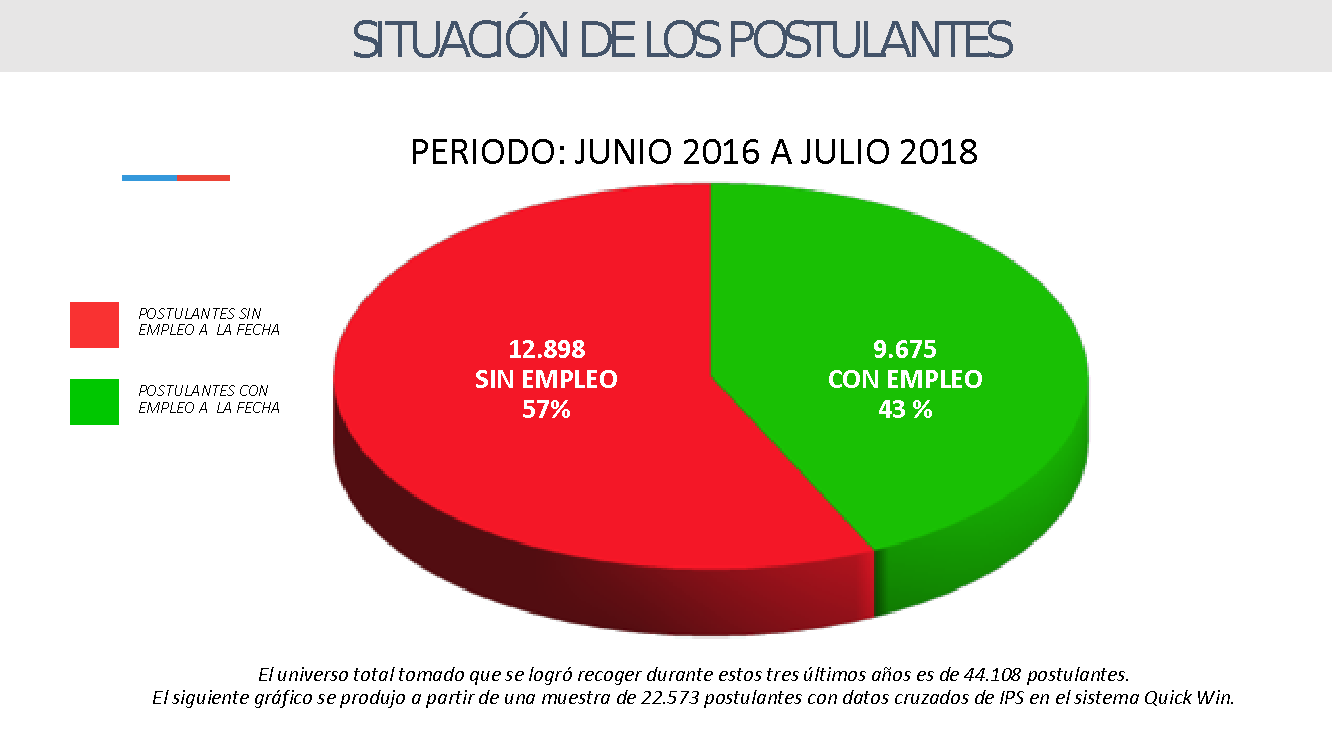 SITUACIÓN DE LOS POSTULANTES
PERIODO: JUNIO 2016 A JULIO 2018
POSTULANTES SIN
EMPLEO A LA FECHA
POSTULANTES CON
EMPLEO A LA FECHA
12.898
SIN EMPLEO
57%
9.675
CON EMPLEO
43 %
El universo total tomado que se logró recoger durante estos tres últimos años es de 44.108 postulantes.
El siguiente gráfico se produjo a partir de una muestra de 22.573 postulantes con datos cruzados de IPS en el sistema Quick Win.